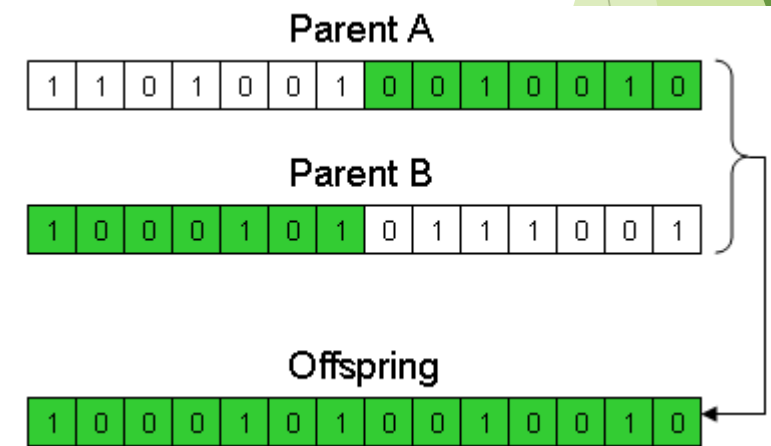 Parent A
1 1 0 1 0 0 1 0 0 1 0 0 1 0
Parent B
1 0 0 0 1 0 1 0 1 1 1 0 0 1
Offspring
1 0 0 0 1 0 1 0 0 1 0 0 1 0